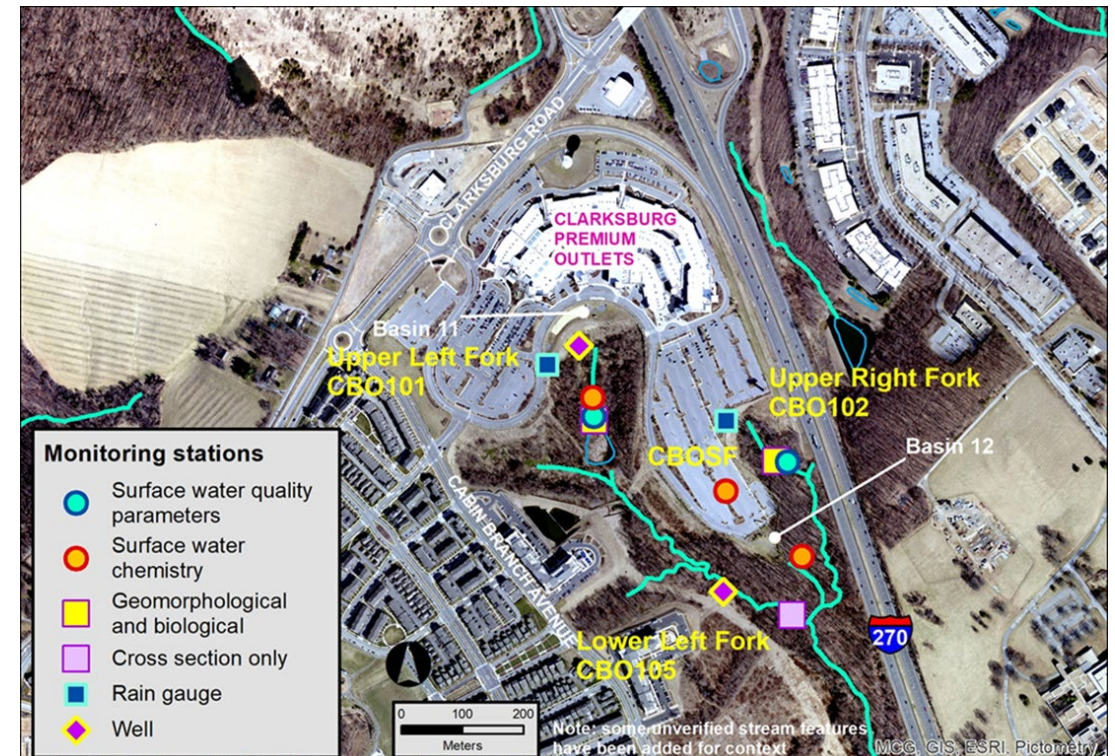 CLARKSBURG ROAD
CLARKSBURG
PREMIUM
OUTLETS
Basin 11
Upper Left Fork
CBO101
Upper Right Fork
CBO102
CBOSF
Basin 12
Monitoring stations
Surface water quality
parameters
Surface water
chemistry
Geomorphological
and biological
Cross section only
Rain gauge
Well
CABIN BRANCH AVENUE
Lower Left Fork
CBO105
270
0 100 200
Meters
Note: some unverified stream features
have been added for context
MCG, GIS, ESRI, Pictometry